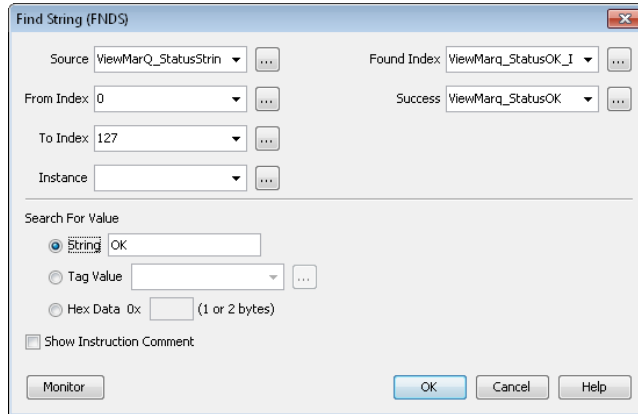 Find String (FNDS)
Source ViewMarQ_StatusStrin ... Found Index ViewMarq_StatusOK_I ...
From Index 0 ... Success ViewMarq_StatusOK ...
To Index 127 ...
Instance ...
Search For Value
String OK
Tag Value ...
Hex Data 0x (1 or 2 bytes)
Show Instruction Comment
Monitor OK Cancel Help